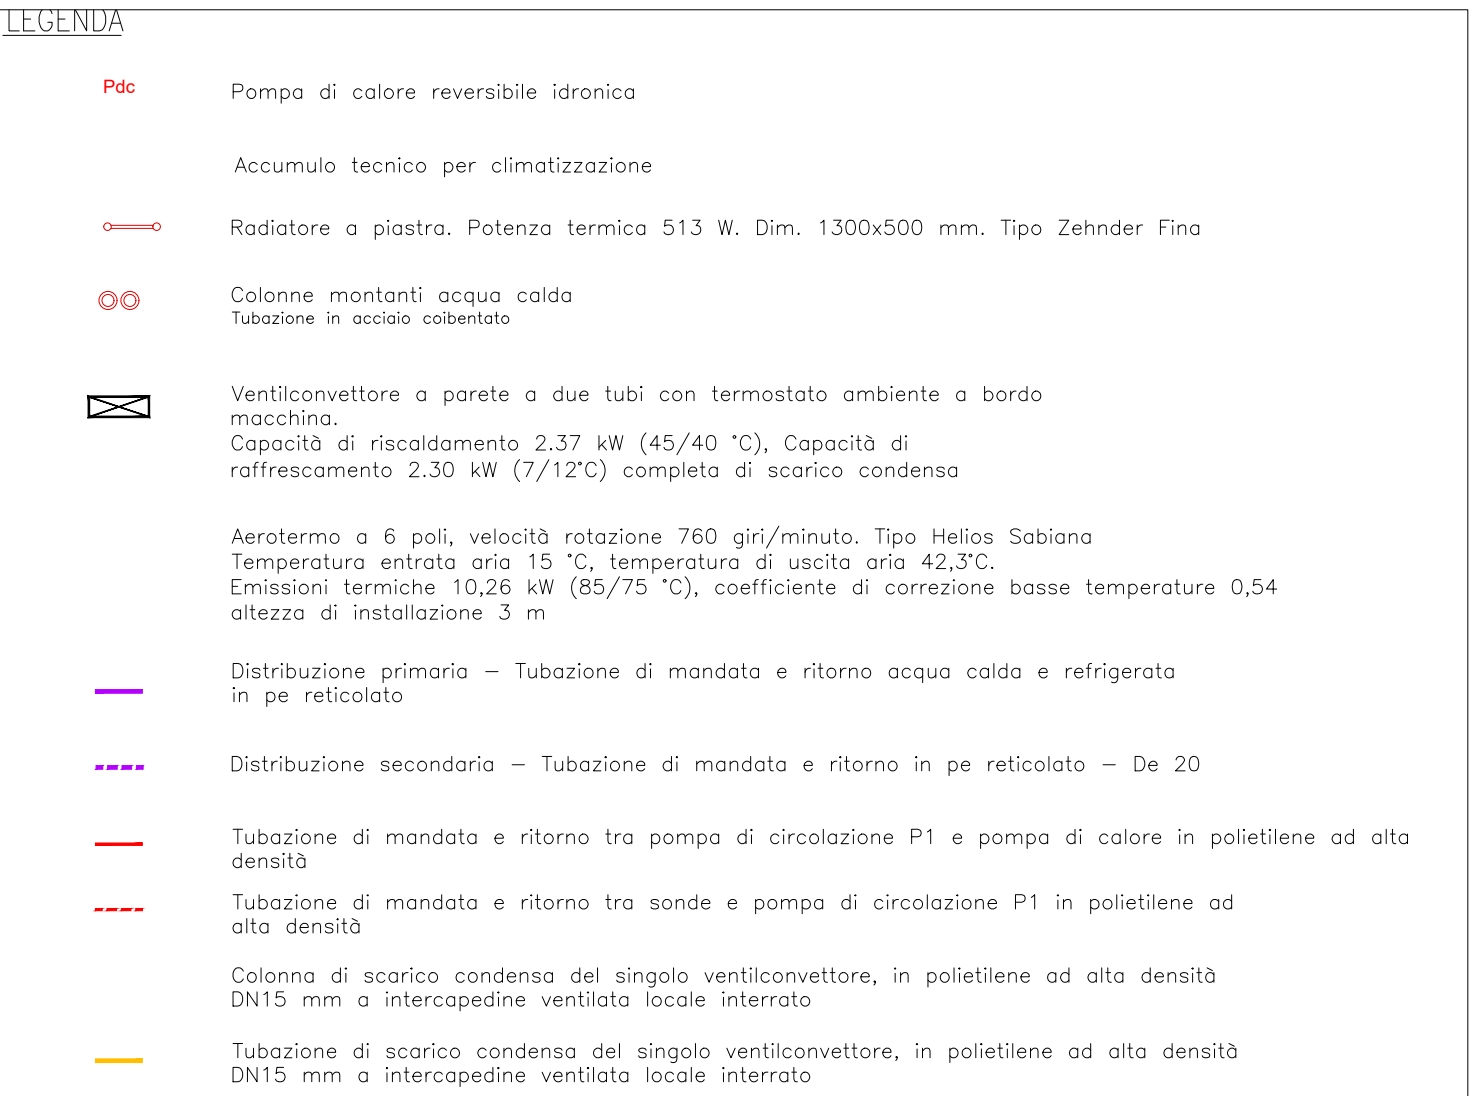 LEGENDA
Pdc
Pompa di calore reversibile idronica
Accumulo tecnico per climatizzazione
Radiatore a piastra. Potenza termica 513 W. Dim. 1300x500 mm. Tipo Zehnder Fina
Colonne montanti acqua calda
Tubazione in acciaio coibentato
Ventilconvettore a parete a due tubi con termostato ambiente a bordo
macchina.
Capacità di riscaldamento 2.37 kW (45/40 °C), Capacità di
raffrescamento 2.30 kW (7/12°C) completa di scarico condensa
Aerotermo a 6 poli, velocità rotazione 760 giri/minuto. Tipo Helios Sabiana
Temperatura entrata aria 15 °C, temperatura di uscita aria 42,3°C.
Emissioni termiche 10,26 kW (85/75 °C), coefficiente di correzione basse temperature 0,54
altezza di installazione 3 m
Distribuzione primaria – Tubazione di mandata e ritorno acqua calda e refrigerata
in pe reticolato
Distribuzione secondaria – Tubazione di mandata e ritorno in pe reticolato – De 20
Tubazione di mandata e ritorno tra pompa di circolazione P1 e pompa di calore in polietilene ad alta
densità
Tubazione di mandata e ritorno tra sonde e pompa di circolazione P1 in polietilene ad
alta densità
Colonna di scarico condensa del singolo ventilconvettore, in polietilene ad alta densità
DN15 mm a intercapedine ventilata locale interrato
Tubazione di scarico condensa del singolo ventilconvettore, in polietilene ad alta densità
DN15 mm a intercapedine ventilata locale interrato